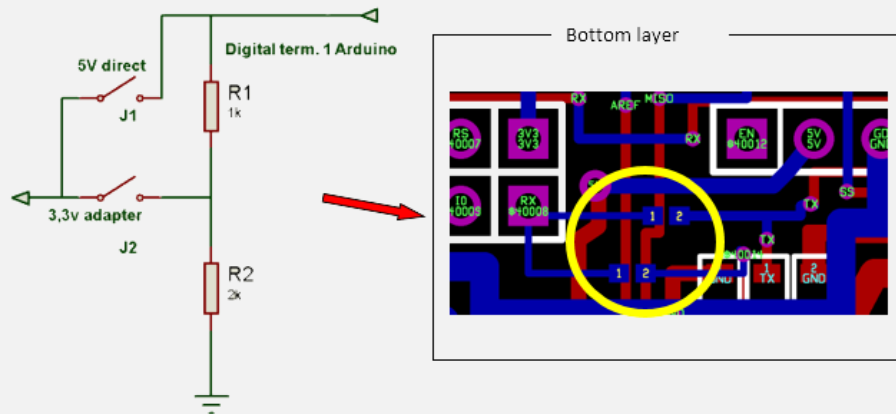 Bottom layer
Digital term. 1 Arduino
5V direct
J1
R1
1k
3,3v adapter
J2
R2
2k
RX
AREF
MISO
RS
3V3
3V3
RX
EN
#40012
5V
5V
GND
IO
RX
#40008
1
2
TX
SS
TX
1
2
GND
1
TX
2
GND